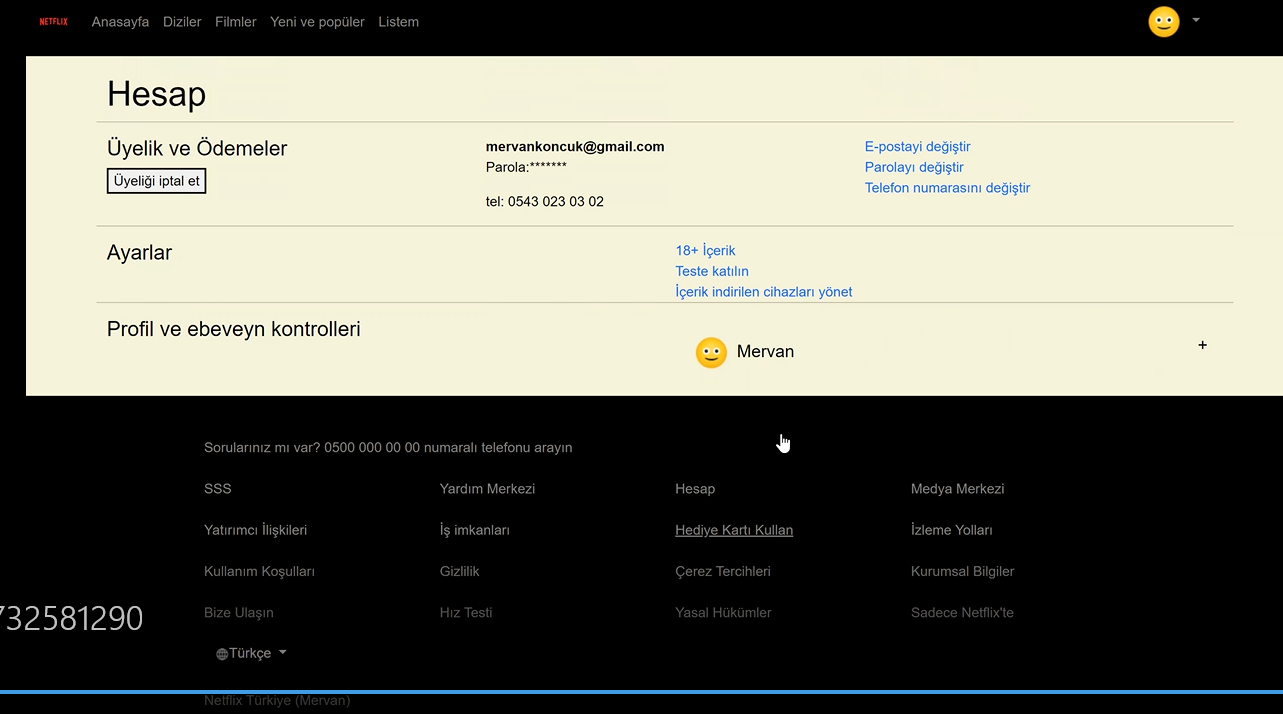 NETFLIX Anasayfa Diziler Filmler Yeni ve popüler Listem
Hesap
Üyelik ve Ödemeler
Üyeliği iptal et
mervankoncuk@gmail.com
Parola:*******
tel: 0543 023 03 02
E-postayi değiştir
Parolayı değiştir
Telefon numarasını değiştir
Ayarlar
18+ İçerik
Teste katılın
İçerik indirilen cihazları yönet
Profil ve ebeveyn kontrolleri
Mervan +
Sorularınız mı var? 0500 000 00 00 numaralı telefonu arayın
SSS Yardım Merkezi Hesap Medya Merkezi
Yatırımcı İlişkileri İş imkanları Hediye Kartı Kullan İzleme Yolları
Kullanım Koşulları Gizlilik Çerez Tercihleri Kurumsal Bilgiler
Bize Ulaşın Hız Testi Yasal Hükümler Sadece Netflix'te
732581290
Türkçe
Netflix Türkiye (Mervan)